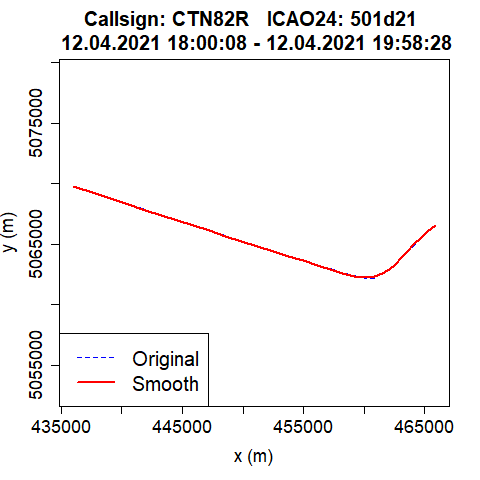 Callsign: CTN82R   ICAO24: 501d21
12.04.2021 18:00:08 - 12.04.2021 19:58:28
5075000
5065000
5055000
y (m)
Original
Smooth
435000 445000 455000 465000
x (m)